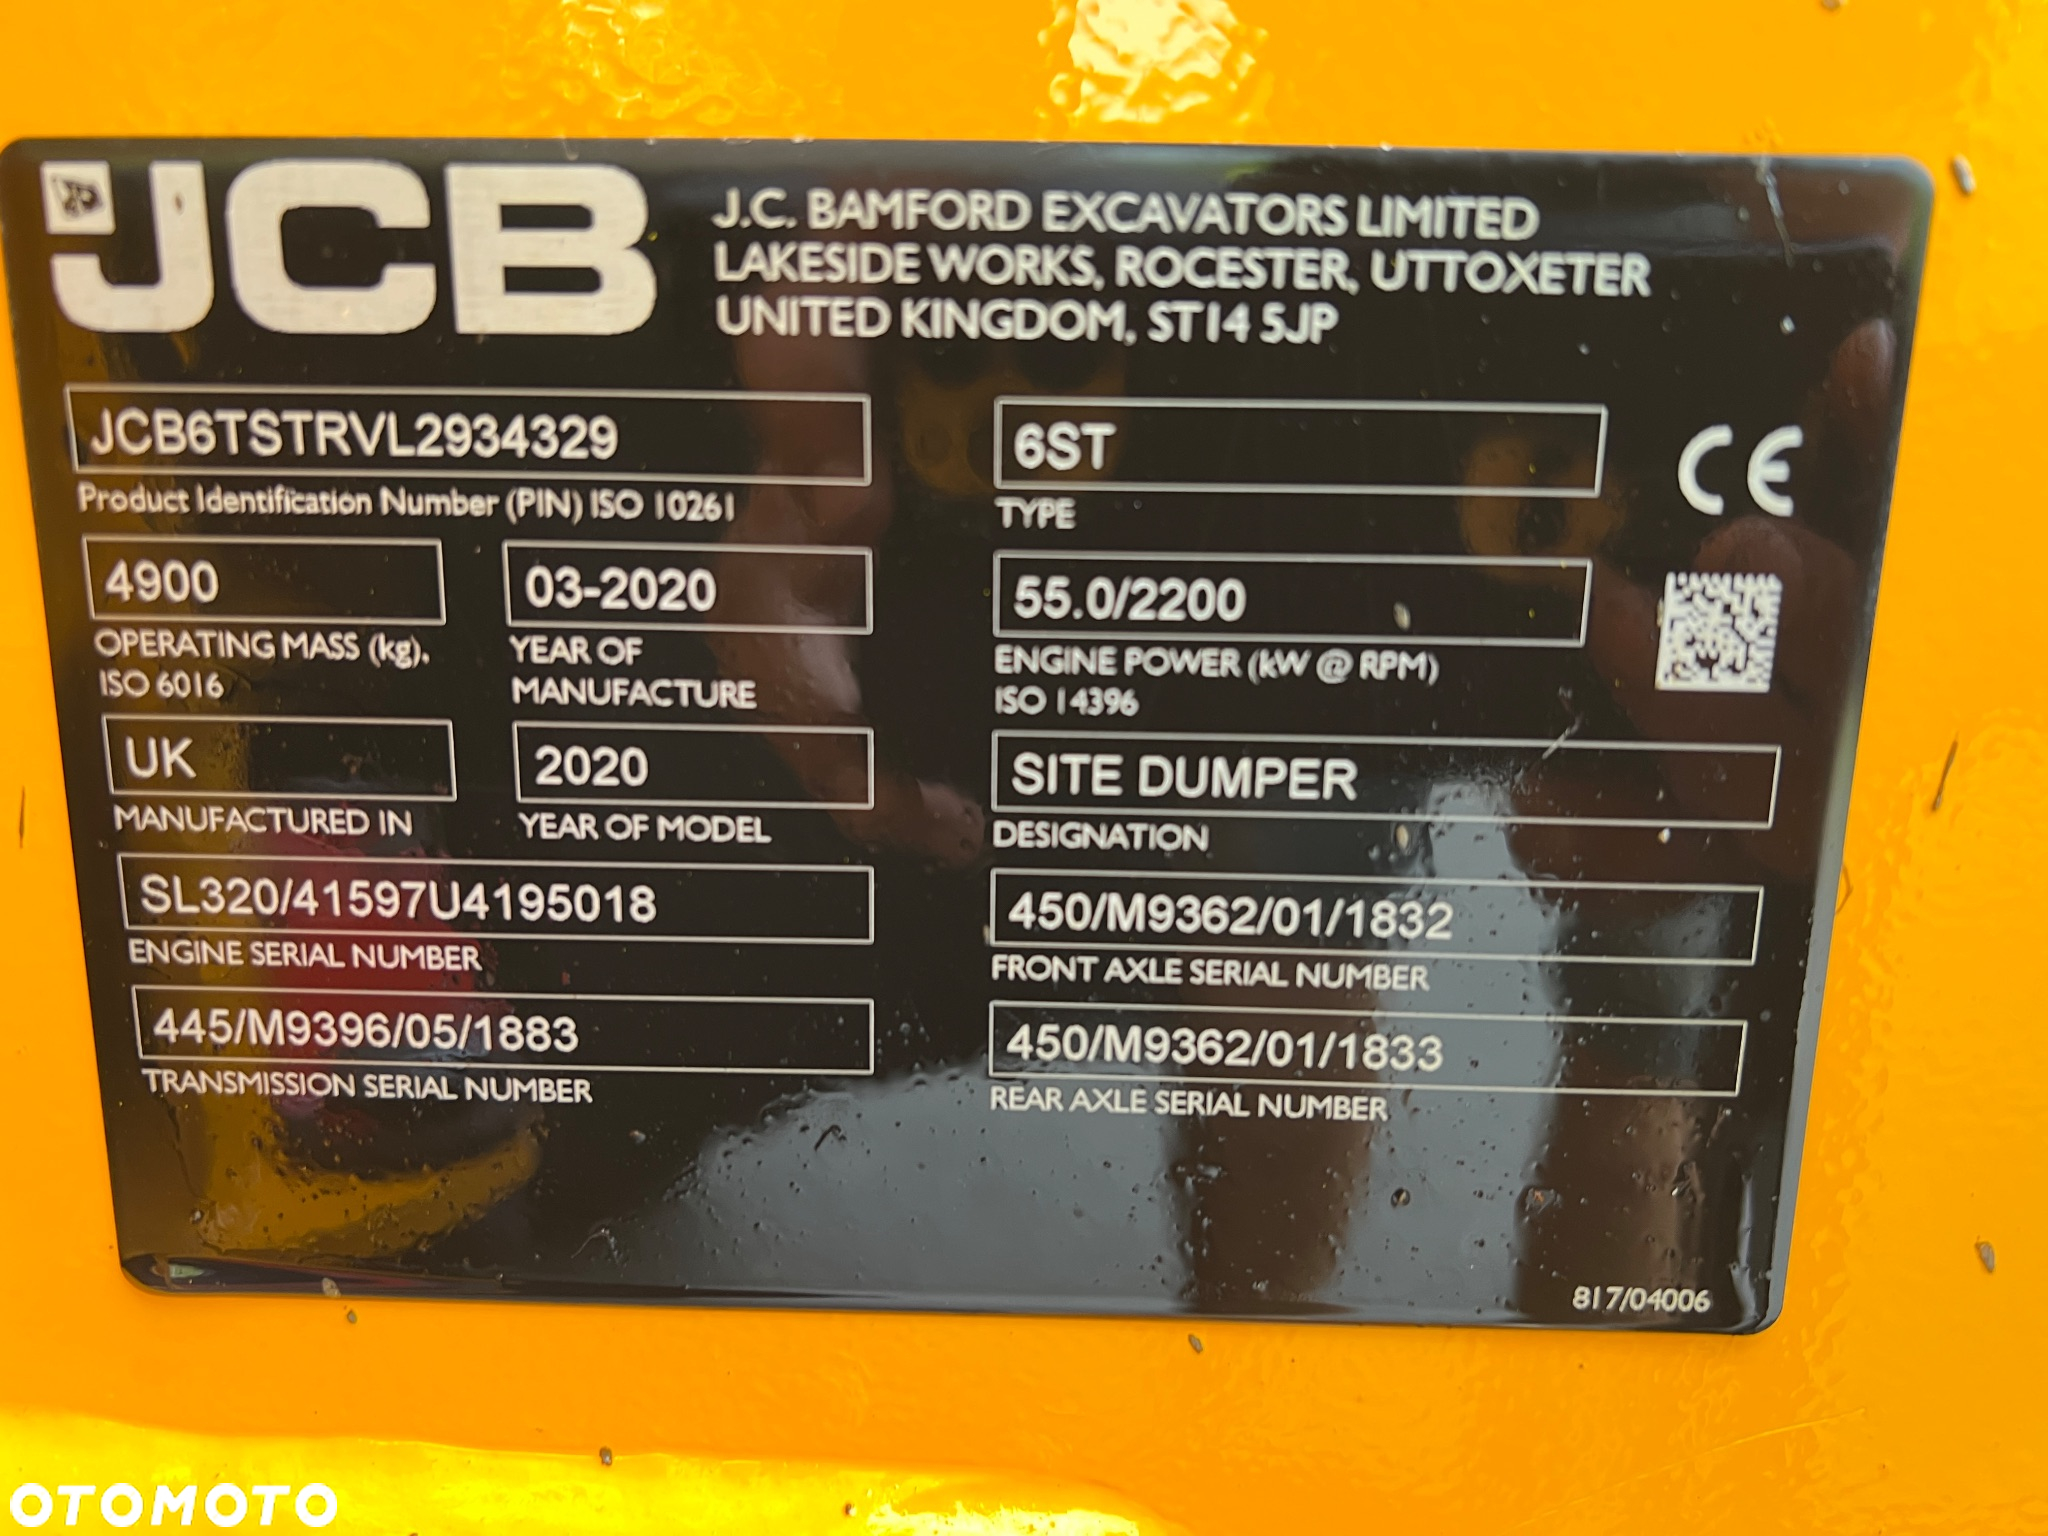 JCB
J.C. BAMFORD EXCAVATORS LIMITED
LAKESIDE WORKS, ROCESTER, UTTOXETER
UNITED KINGDOM, ST14 5JP
JCB6TSTRVL2934329
Product Identification Number (PIN) ISO 10261
6ST
TYPE
CE
4900
OPERATING MASS (kg).
ISO 6016
03-2020
YEAR OF
MANUFACTURE
55.0/2200
ENGINE POWER (kW @ RPM)
ISO 14396
UK
MANUFACTURED IN
2020
YEAR OF MODEL
SITE DUMPER
DESIGNATION
SL320/41597U4195018
ENGINE SERIAL NUMBER
450/M9362/01/1832
FRONT AXLE SERIAL NUMBER
445/M9396/05/1883
TRANSMISSION SERIAL NUMBER
450/M9362/01/1833
REAR AXLE SERIAL NUMBER
817/04006
OTOMOTO